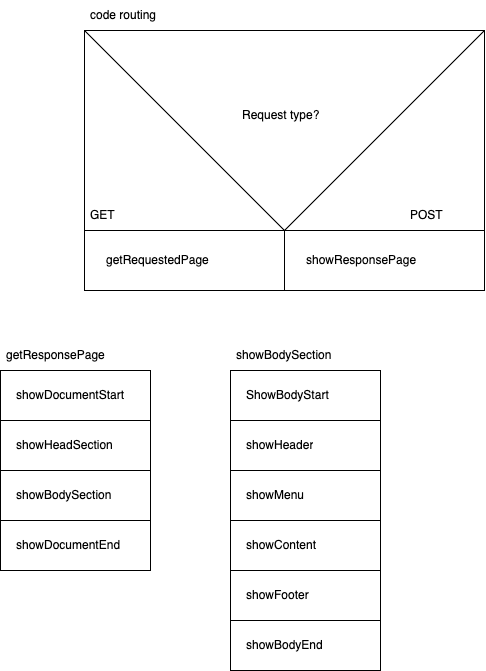 code routing
Request type?
GET
POST
getRequestedPage
showResponsePage
getResponsePage
showDocumentStart
showHeadSection
showBodySection
showDocumentEnd
showBodySection
ShowBodyStart
showHeader
showMenu
showContent
showFooter
showBodyEnd